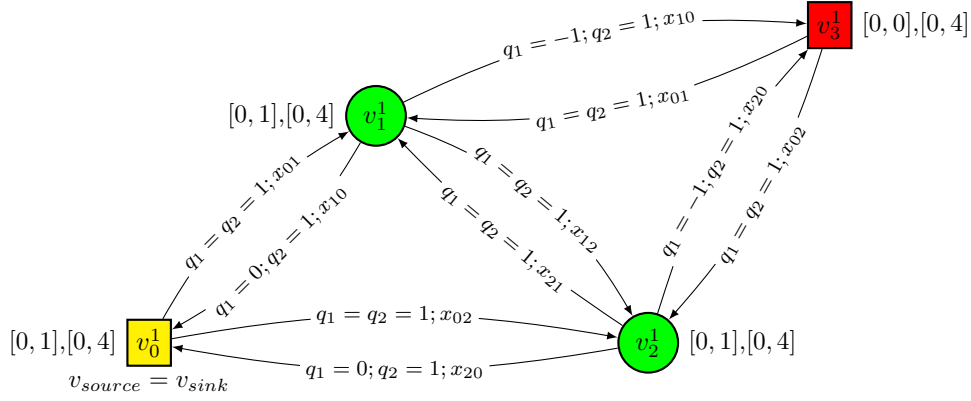 q₁ = −1; q₂ = 1; x₁₀
v₃¹
[0, 0],[0, 4]
q₁ = q₂ = 1; x₀₁
[0, 1],[0, 4]
v₁¹
q₁ = q₂ = 1; x₀₁
q₁ = 0; q₂ = 1; x₁₀
q₁ = q₂ = 1; x₁₂
q₁ = q₂ = 1; x₂₁
q₁ = −1; q₂ = 1; x₂₀
q₁ = q₂ = 1; x₀₂
[0, 1],[0, 4]
v₀¹
q₁ = q₂ = 1; x₀₂
v₂¹
[0, 1],[0, 4]
q₁ = 0; q₂ = 1; x₂₀
v_source = v_sink